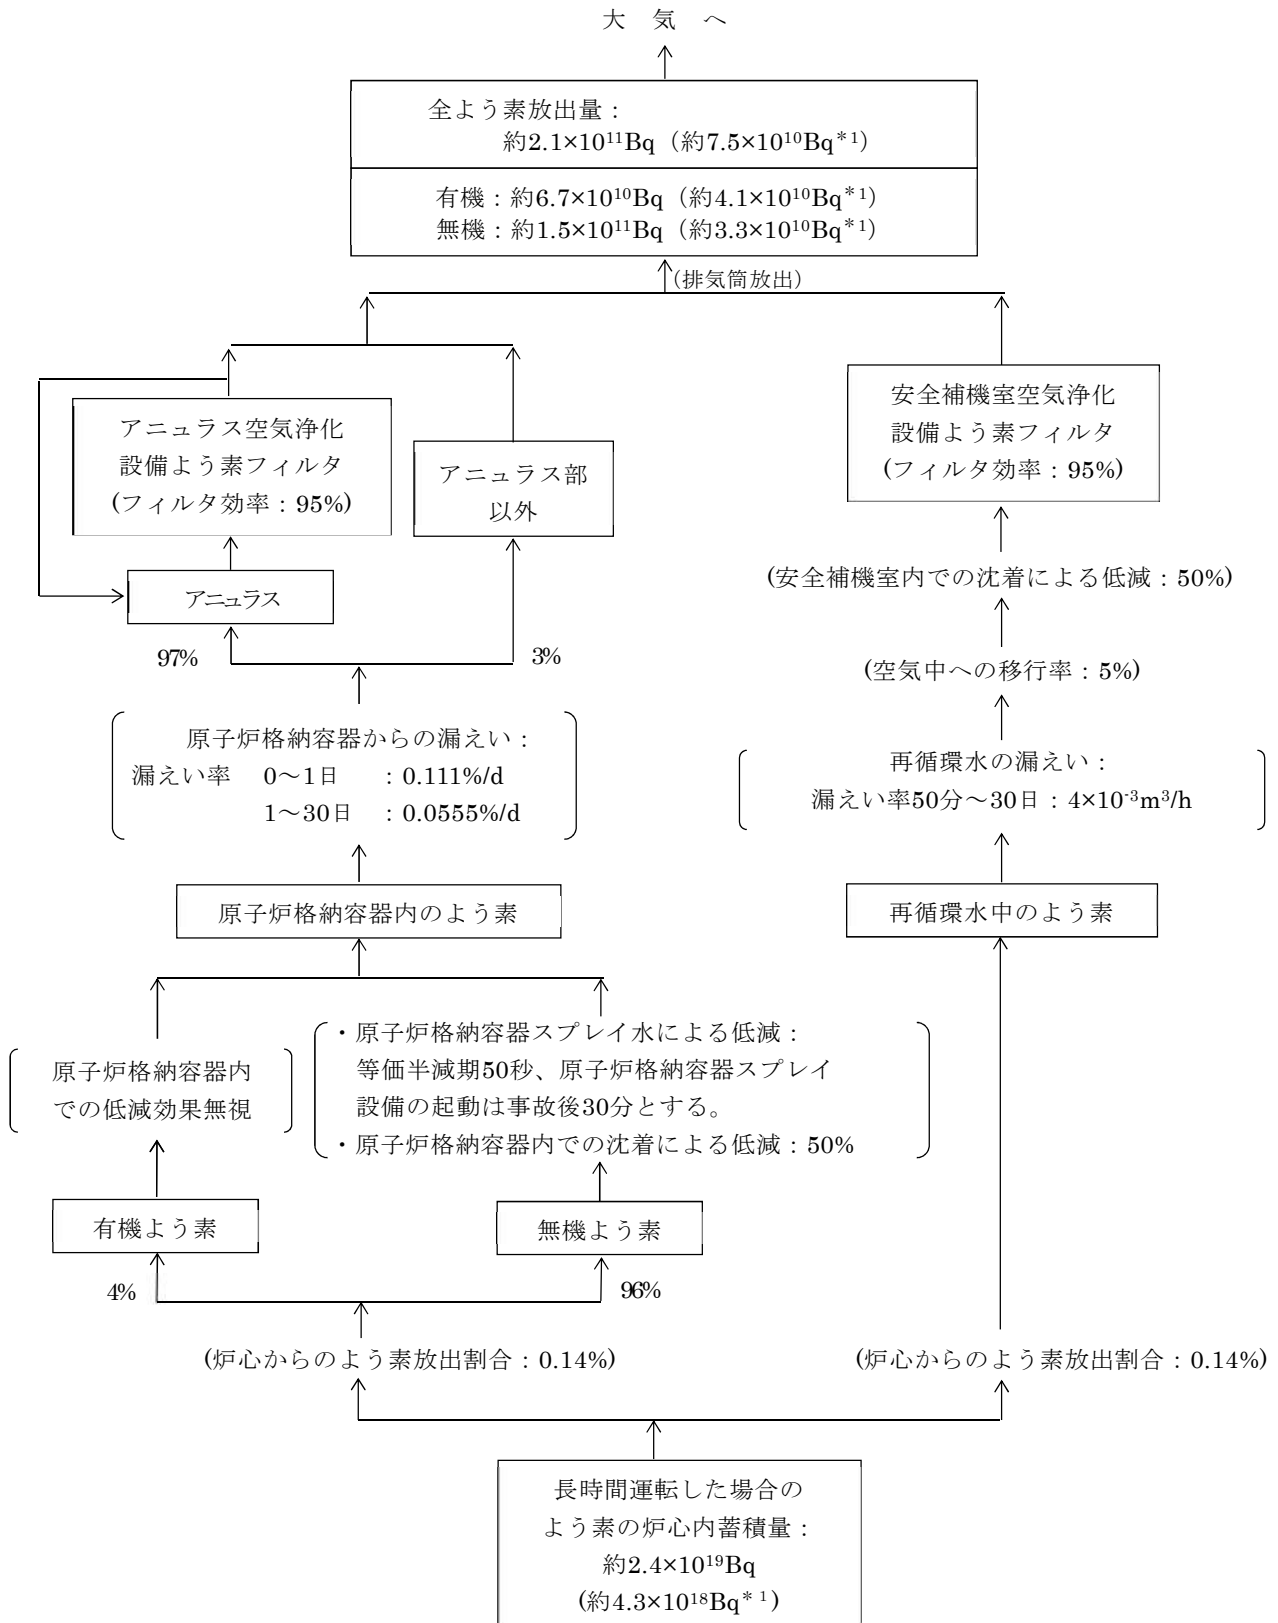 大 気 へ
全よう素放出量：
約2.1×10¹¹Bq（約7.5×10¹⁰Bq*¹）
有機：約6.7×10¹⁰Bq（約4.1×10¹⁰Bq*¹）
無機：約1.5×10¹¹Bq（約3.3×10¹⁰Bq*¹）
(排気筒放出）
アニュラス空気浄化
設備よう素フィルタ
(フィルタ効率：95%)
アニュラス部
以外
安全補機室空気浄化
設備よう素フィルタ
(フィルタ効率：95%)
(安全補機室内での沈着による低減：50%)
アニュラス
97%
3%
(空気中への移行率：5%)
原子炉格納容器からの漏えい：
漏えい率 0～1日 ：0.111%/d
1～30日 ：0.0555%/d
再循環水の漏えい：
漏えい率50分～30日：4×10⁻³m³/h
原子炉格納容器内のよう素
再循環水中のよう素
原子炉格納容器内
での低減効果無視
・原子炉格納容器スプレイ水による低減：
等価半減期50秒、原子炉格納容器スプレイ
設備の起動は事故後30分とする。
・原子炉格納容器内での沈着による低減：50%
有機よう素
無機よう素
4%
96%
(炉心からのよう素放出割合：0.14%)
(炉心からのよう素放出割合：0.14%)
長時間運転した場合の
よう素の炉心内蓄積量：
約2.4×10¹⁹Bq
(約4.3×10¹⁸Bq*¹)